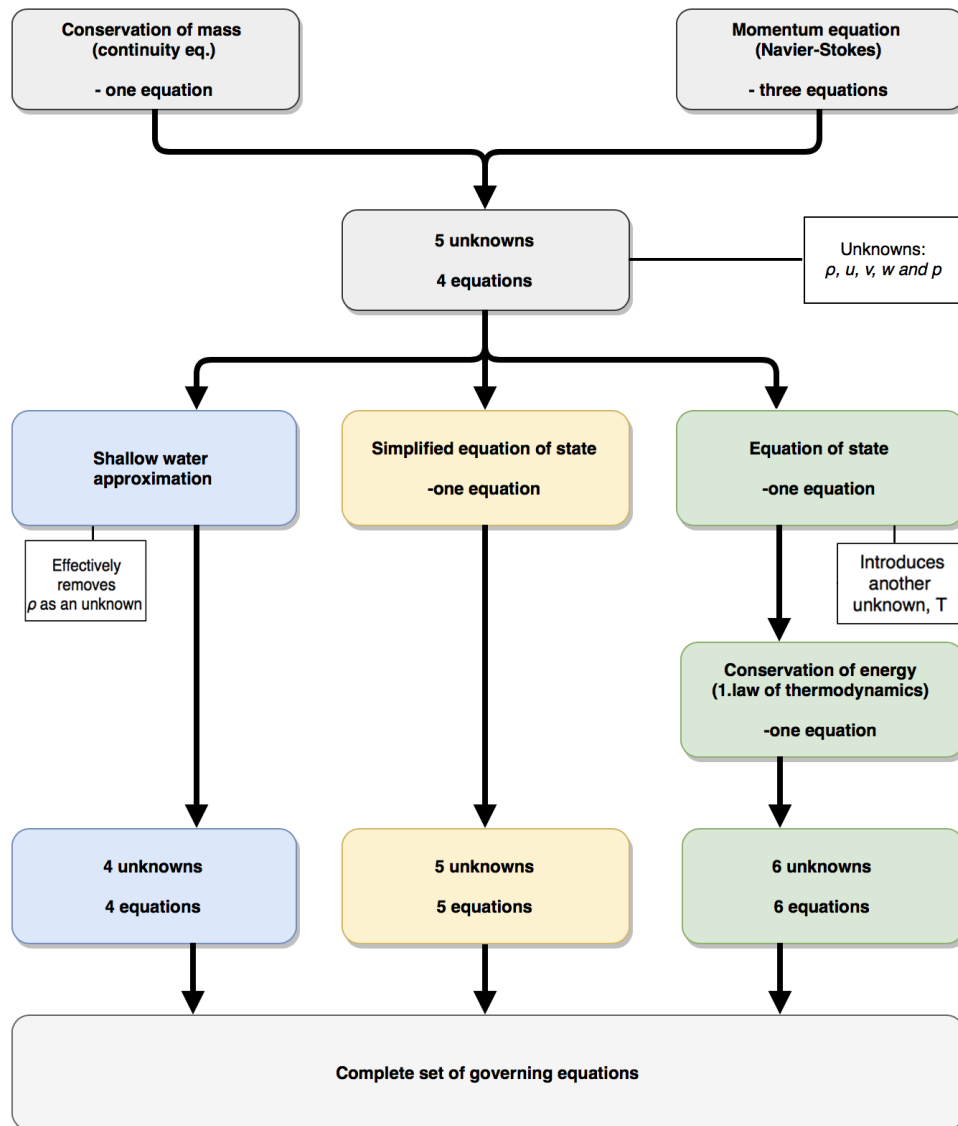 Conservation of mass
(continuity eq.)
- one equation
Momentum equation
(Navier-Stokes)
- three equations
5 unknowns
4 equations
Unknowns:
ρ, u, v, w and p
Shallow water
approximation
Simplified equation of state
-one equation
Equation of state
-one equation
Effectively
removes
ρ as an unknown
Introduces
another
unknown, T
Conservation of energy
(1.law of thermodynamics)
-one equation
4 unknowns
4 equations
5 unknowns
5 equations
6 unknowns
6 equations
Complete set of governing equations